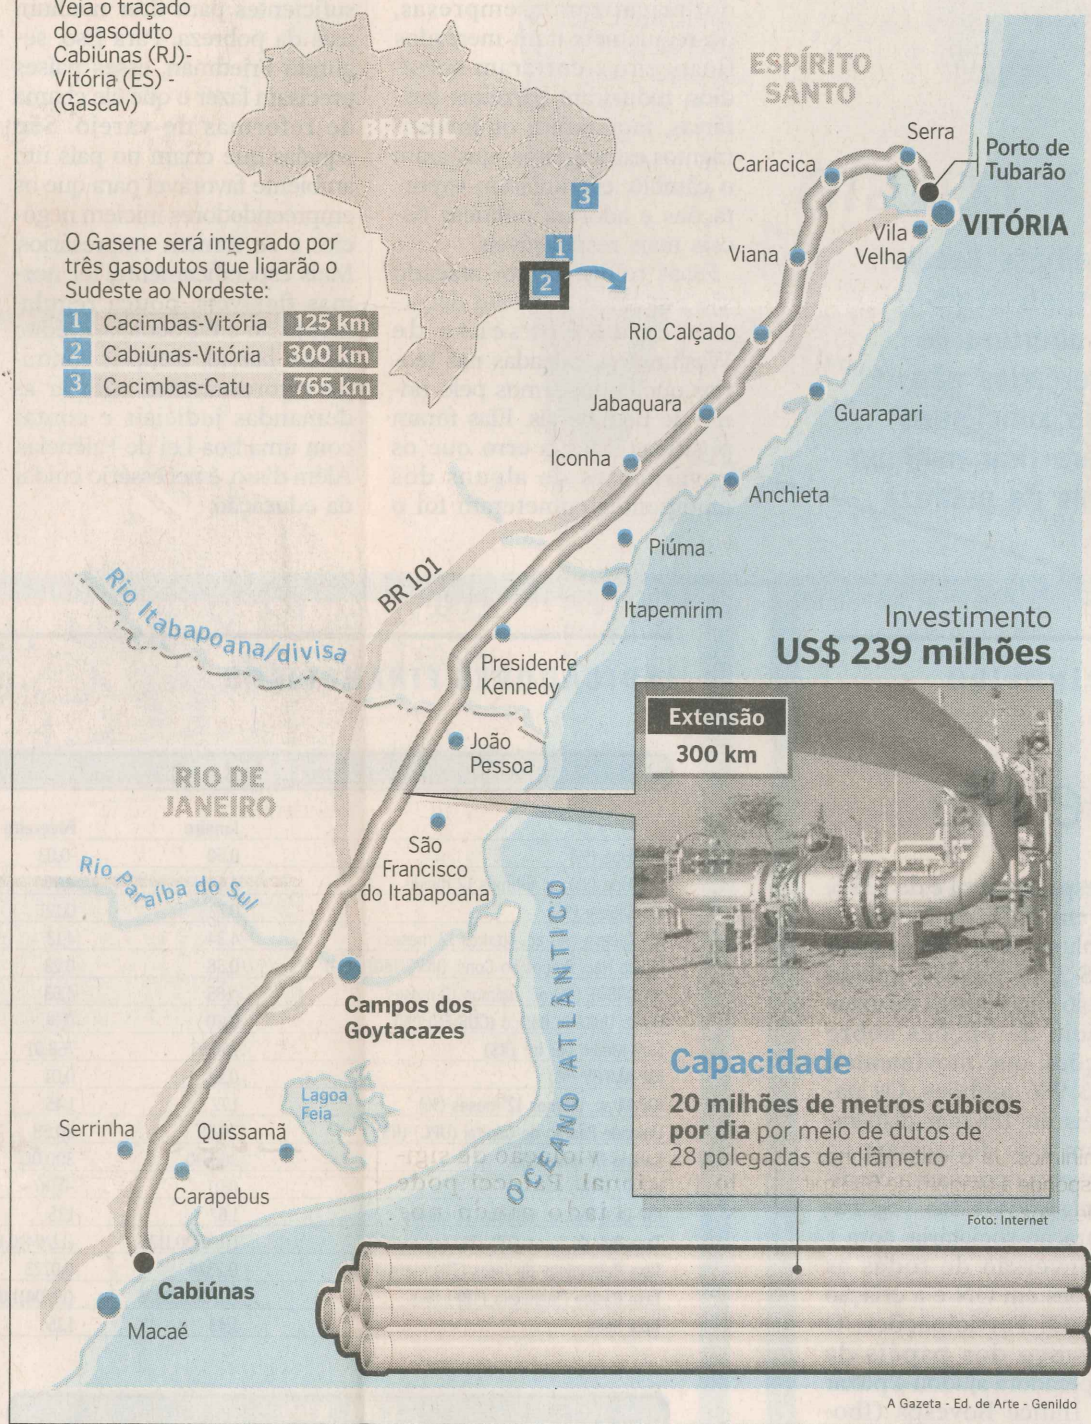 Veja o traçado
do gasoduto
Cabiúnas (RJ)-
Vitória (ES) -
(Gascav)
BRASIL
3
1
2
O Gasene será integrado por
três gasodutos que ligarão o
Sudeste ao Nordeste:
1 Cacimbas-Vitória 125 km
2 Cabiúnas-Vitória 300 km
3 Cacimbas-Catu 765 km
ESPÍRITO
SANTO
Serra
Cariacica
Porto de
Tubarão
VITÓRIA
Vila
Velha
Viana
Rio Calçado
Jabaquara
Guarapari
Iconha
Anchieta
Piúma
Itapemirim
BR 101
Rio Itabapoana/divisa
Presidente
Kennedy
João
Pessoa
Investimento
US$ 239 milhões
Extensão
300 km
RIO DE
JANEIRO
São
Francisco
do Itabapoana
Rio Paraíba do Sul
Campos dos
Goytacazes
OCEANO ATLÂNTICO
Lagoa
Feia
Serrinha
Quissamã
Carapebus
Cabiúnas
Macaé
Capacidade
20 milhões de metros cúbicos
por dia por meio de dutos de
28 polegadas de diâmetro
Foto: Internet
A Gazeta - Ed. de Arte - Genildo